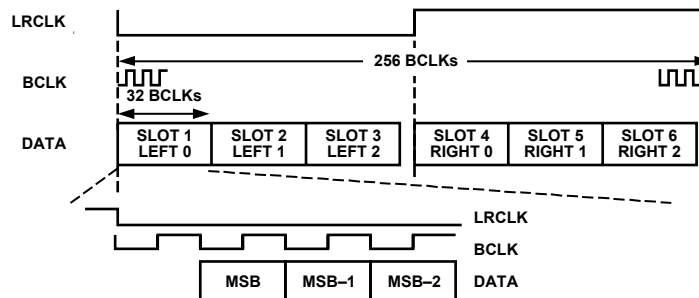 LRCLK
256 BCLKs
BCLK
32 BCLKs
DATA
SLOT 1
LEFT 0
SLOT 2
LEFT 1
SLOT 3
LEFT 2
SLOT 4
RIGHT 0
SLOT 5
RIGHT 1
SLOT 6
RIGHT 2
LRCLK
BCLK
MSB
MSB–1
MSB–2
DATA